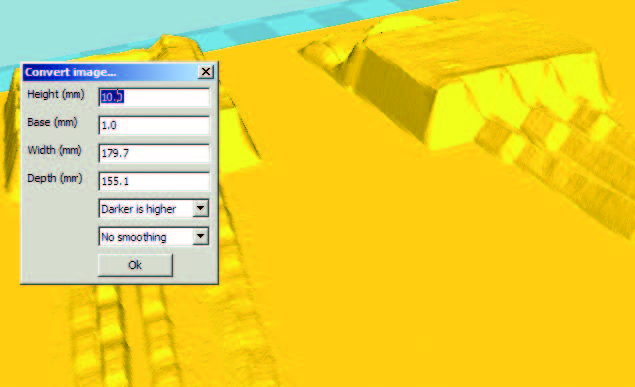 Convert image...
Height (mm) 10.0
Base (mm) 1.0
Width (mm) 179.7
Depth (mm) 155.1
Darker is higher
No smoothing
Ok